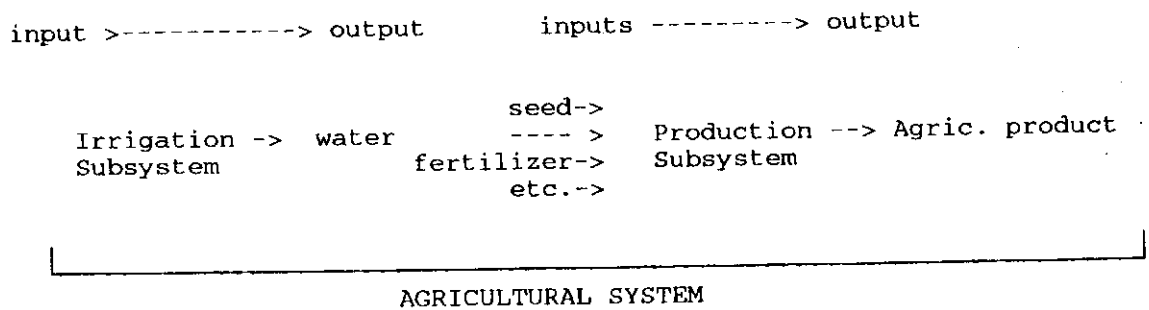 input >------------> output inputs ---------> output
seed->
Irrigation -> water ---- > Production --> Agric. product
Subsystem fertilizer-> Subsystem
etc.->
AGRICULTURAL SYSTEM